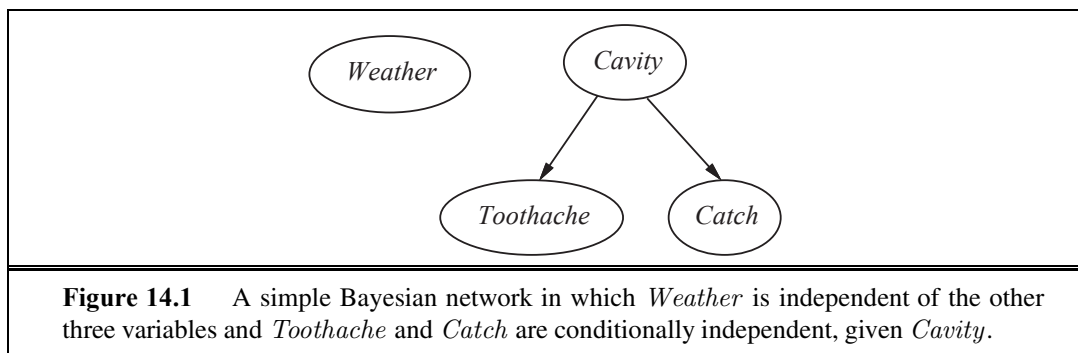 Weather
Cavity
Toothache
Catch
Figure 14.1 A simple Bayesian network in which Weather is independent of the other
three variables and Toothache and Catch are conditionally independent, given Cavity.